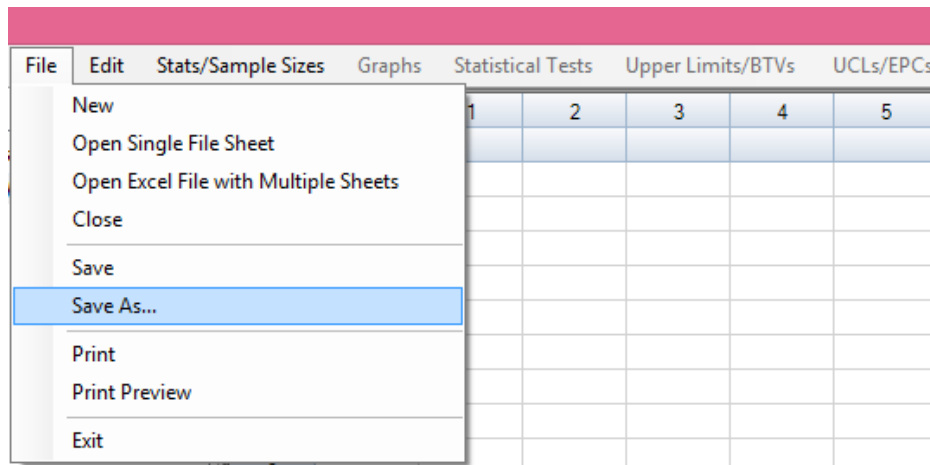 File Edit Stats/Sample Sizes Graphs Statistical Tests Upper Limits/BTVs UCLs/EPCs
New
1 2 3 4 5
Open Single File Sheet
Open Excel File with Multiple Sheets
Close
Save
Save As...
Print
Print Preview
Exit